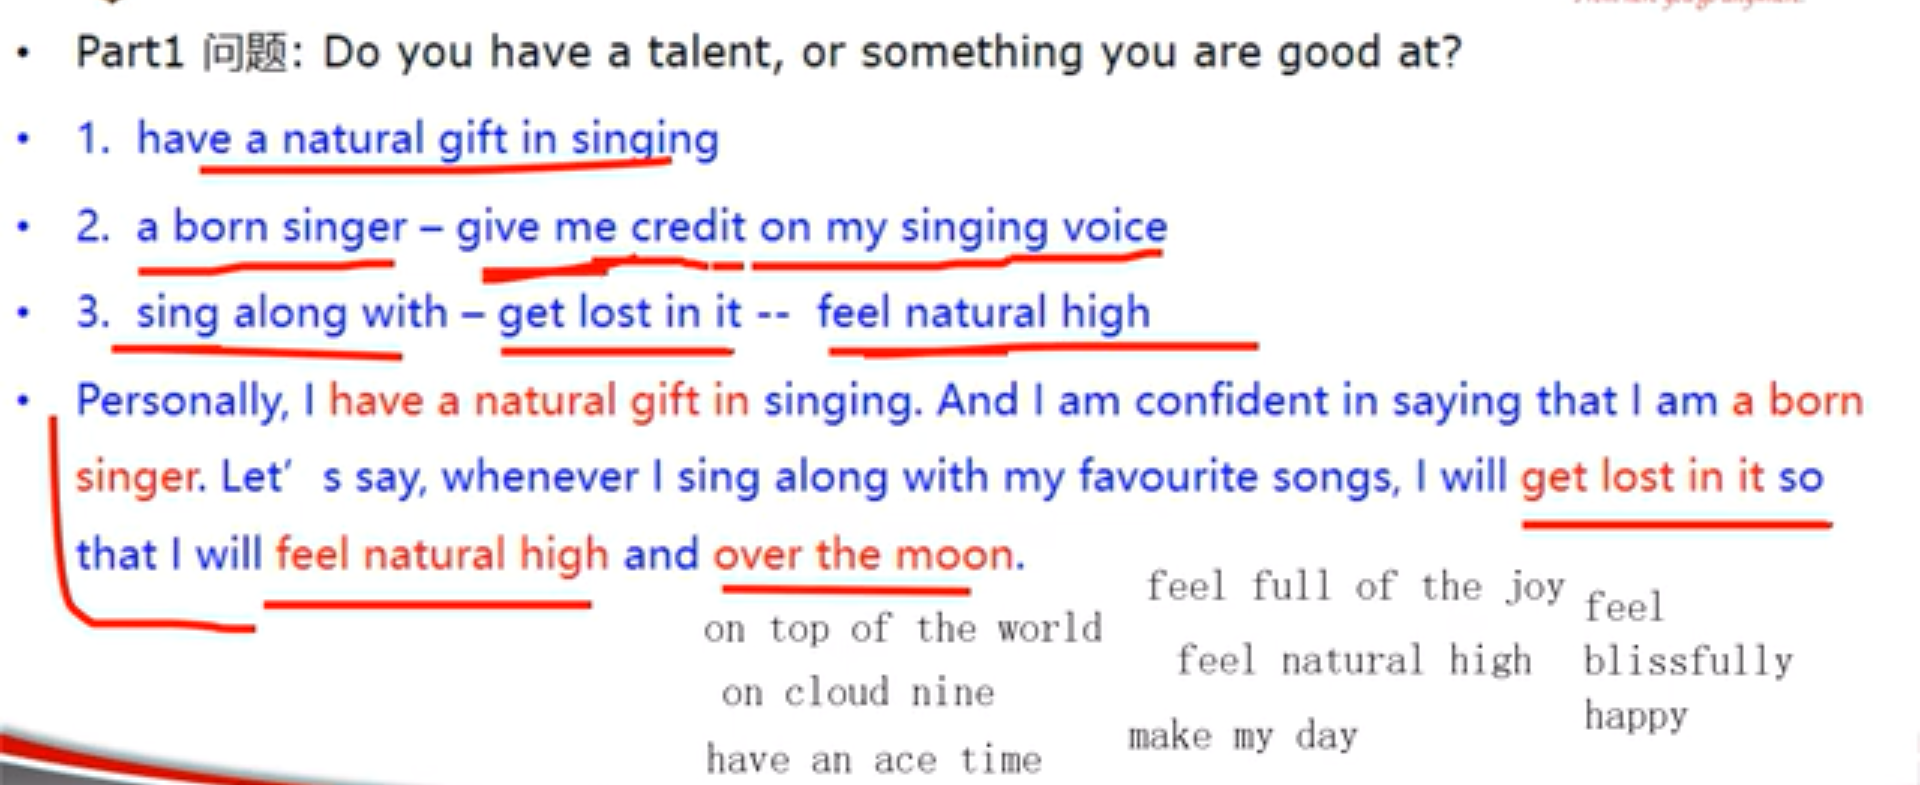 • Part1 问题: Do you have a talent, or something you are good at?
• 1. have a natural gift in singing
• 2. a born singer – give me credit on my singing voice
• 3. sing along with – get lost in it -- feel natural high
• Personally, I have a natural gift in singing. And I am confident in saying that I am a born
singer. Let’ s say, whenever I sing along with my favourite songs, I will get lost in it so
that I will feel natural high and over the moon.
on top of the world
on cloud nine
have an ace time
feel full of the joy
feel natural high
make my day
feel
blissfully
happy